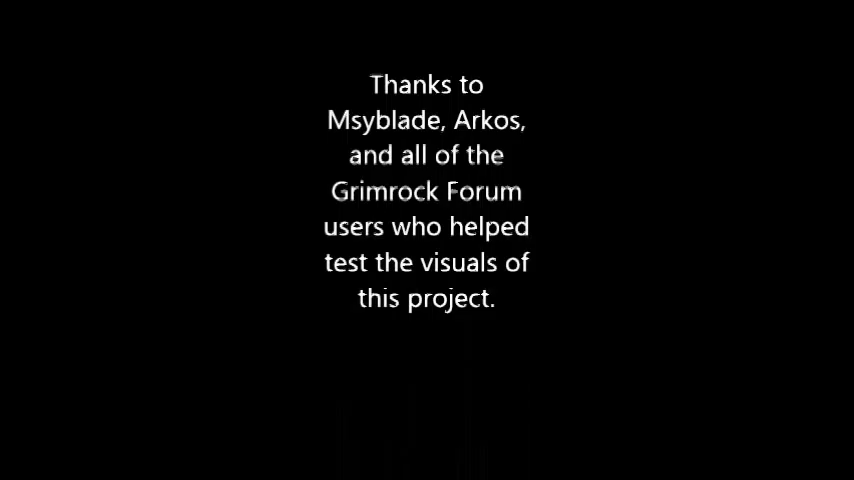 Thanks to
Msyblade, Arkos,
and all of the
Grimrock Forum
users who helped
test the visuals of
this project.